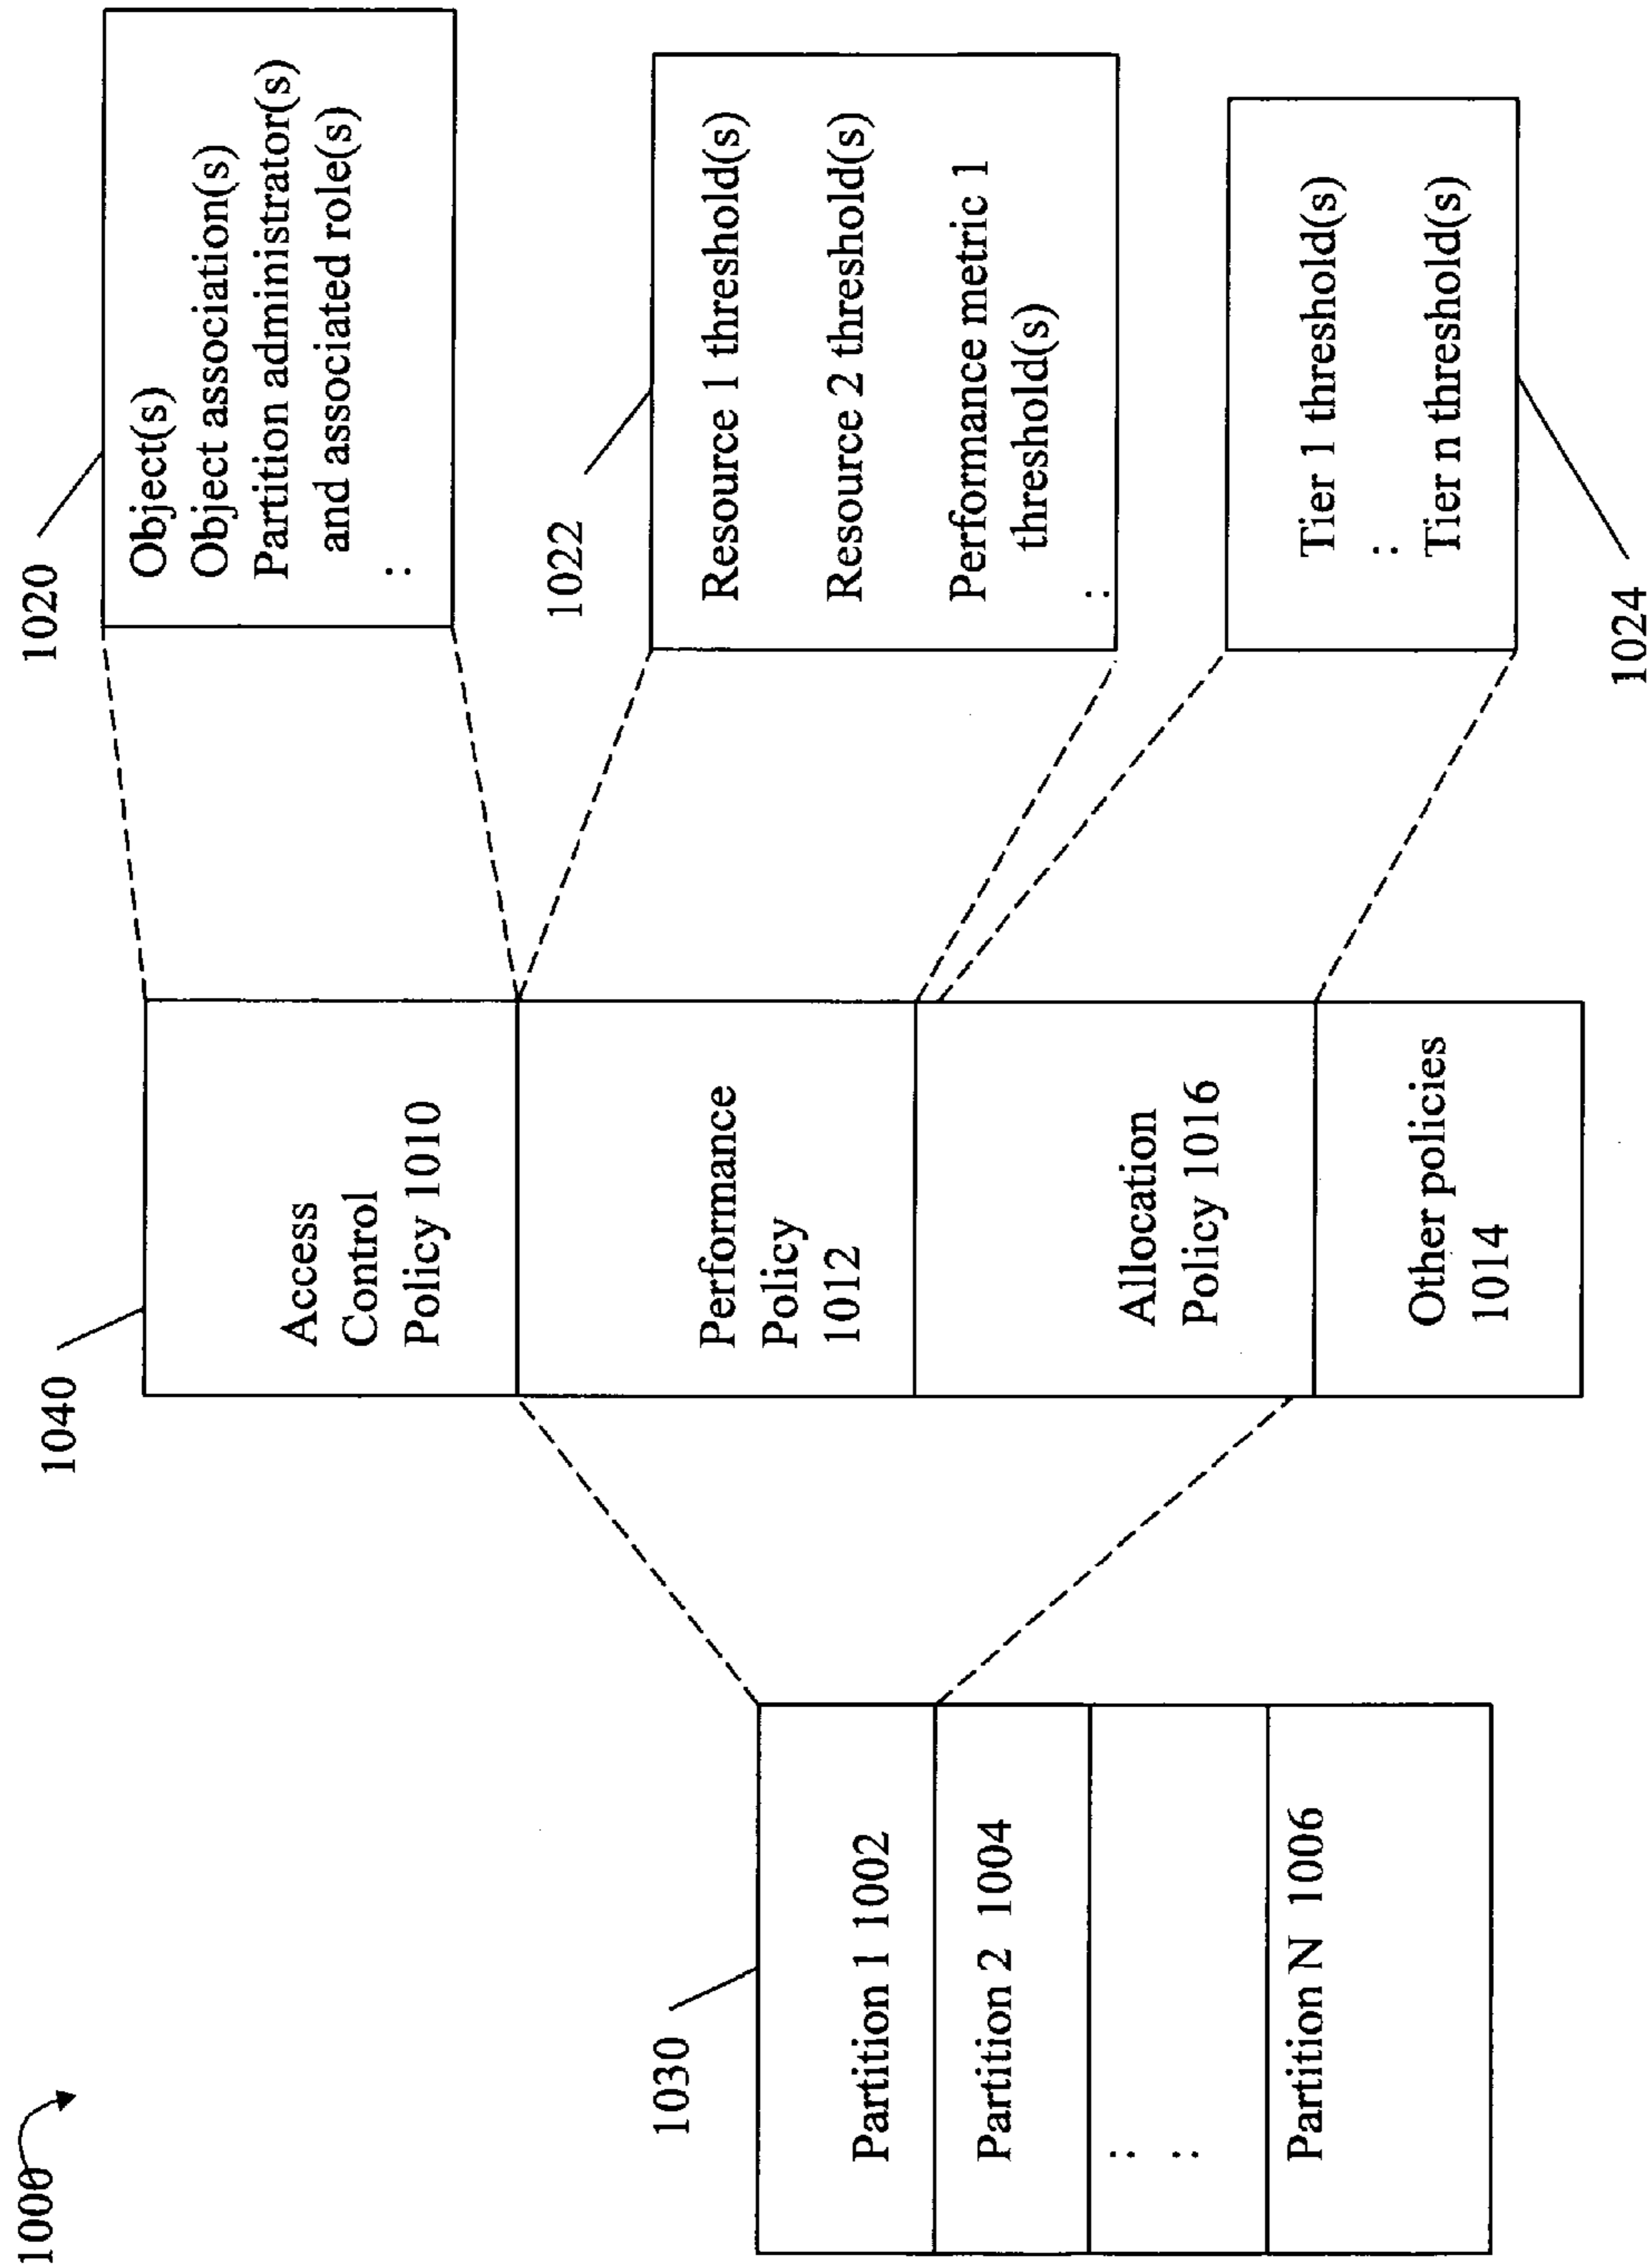 1000
1030
Partition 1 1002
Partition 2 1004
: :
Partition N 1006
1040
Access
Control
Policy 1010
Performance
Policy
1012
Allocation
Policy 1016
Other policies
1014
1020
Object(s)
Object association(s)
Partition administrator(s)
and associated role(s)
:
1022
Resource 1 threshold(s)
Resource 2 threshold(s)
Performance metric 1
threshold(s)
:
Tier 1 threshold(s)
:
Tier n threshold(s)
1024